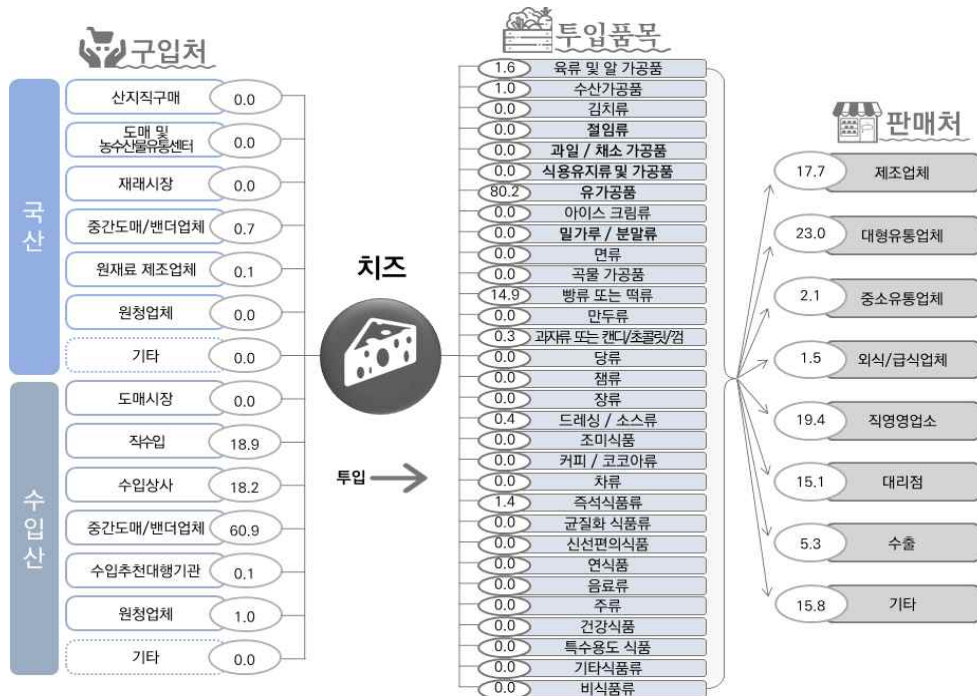 구입처
국산
산지직구매 0.0
도매 및
농수산물유통센터 0.0
재래시장 0.0
중간도매/밴더업체 0.7
원재료 제조업체 0.1
원청업체 0.0
기타 0.0
수입산
도매시장 0.0
직수입 18.9
수입상사 18.2
중간도매/밴더업체 60.9
수입추천대행기관 0.1
원청업체 1.0
기타 0.0
치즈
투입
투입품목
1.6 육류 및 알 가공품
1.0 수산가공품
0.0 김치류
0.0 절임류
0.0 과일 / 채소 가공품
0.0 식용유지류 및 가공품
80.2 유가공품
0.0 아이스 크림류
0.0 밀가루 / 분말류
0.0 면류
0.0 곡물 가공품
14.9 빵류 또는 떡류
0.0 만두류
0.3 과자류 또는 캔디/초콜릿/껌
0.0 당류
0.0 잼류
0.0 장류
0.4 드레싱 / 소스류
0.0 조미식품
0.0 커피 / 코코아류
0.0 차류
1.4 즉석식품류
0.0 균질화 식품류
0.0 신선편의식품
0.0 연식품
0.0 음료류
0.0 주류
0.0 건강식품
0.0 특수용도 식품
0.0 기타식품류
0.0 비식품류
판매처
17.7 제조업체
23.0 대형유통업체
2.1 중소유통업체
1.5 외식/급식업체
19.4 직영영업소
15.1 대리점
5.3 수출
15.8 기타